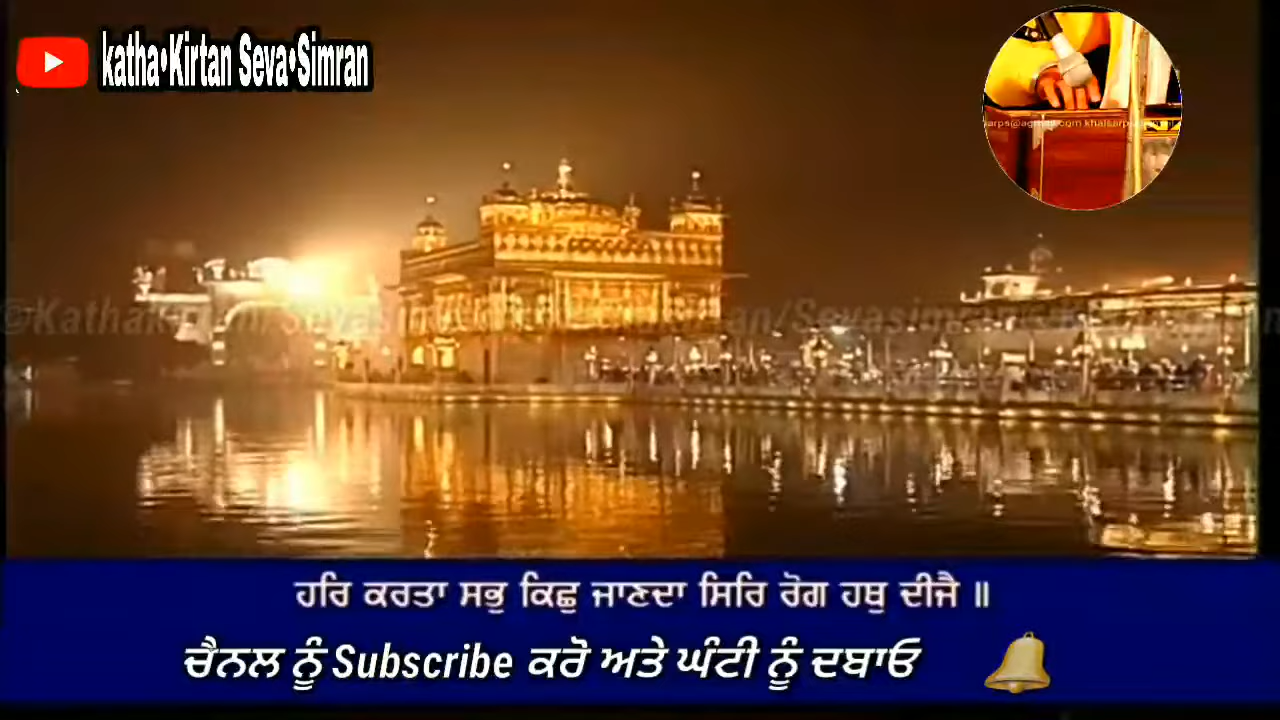 katha•Kirtan Seva•Simran
ਹਰਿ ਕਰਤਾ ਸਭੁ ਕਿਛੁ ਜਾਣਦਾ ਸਿਰਿ ਰੋਗ ਹਥੁ ਦੀਜੈ ॥
ਚੈਨਲ ਨੂੰ Subscribe ਕਰੋ ਅਤੇ ਘੰਟੀ ਨੂੰ ਦਬਾਓ